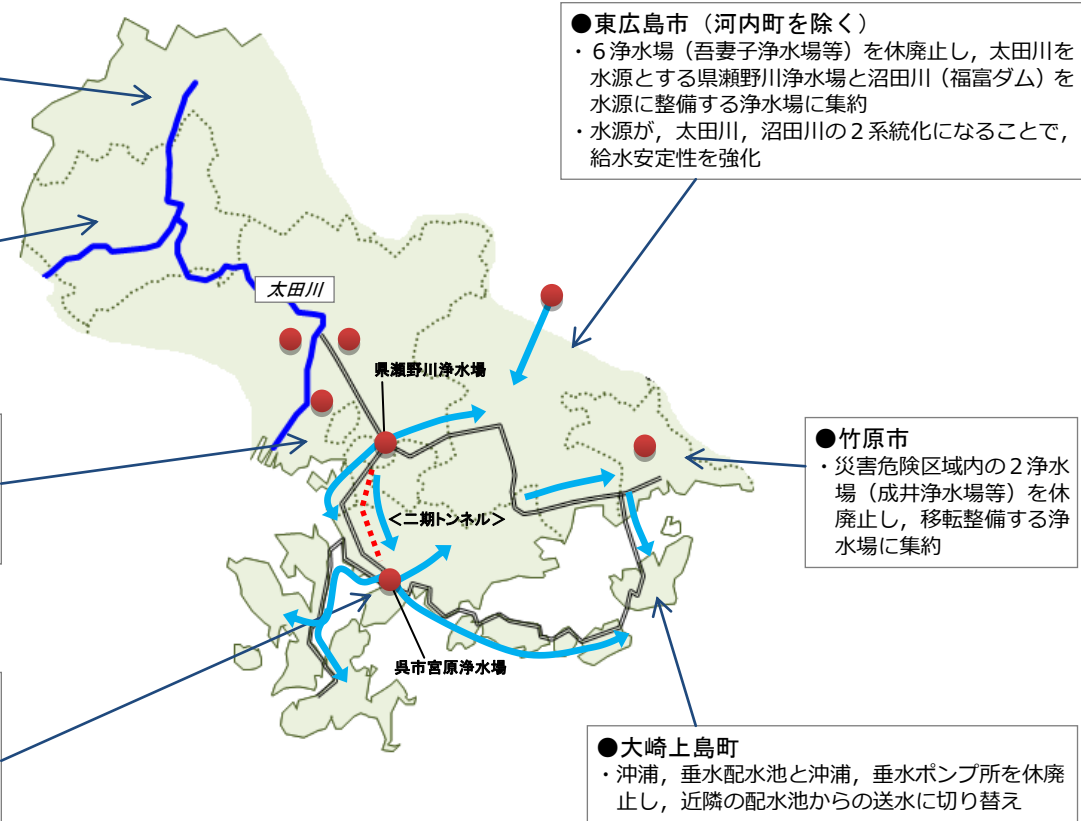 ●東広島市（河内町を除く）
・６浄水場（吾妻子浄水場等）を休廃止し，太田川を
水源とする県瀬野川浄水場と沼田川（福富ダム）を
水源に整備する浄水場に集約
・水源が，太田川，沼田川の２系統化になることで，
給水安定性を強化
太田川
県瀬野川浄水場
●竹原市
・災害危険区域内の２浄水
場（成井浄水場等）を休
廃止し，移転整備する浄
水場に集約
＜二期トンネル＞
呉市宮原浄水場
●大崎上島町
・沖浦，垂水配水池と沖浦，垂水ポンプ所を休廃
止し，近隣の配水池からの送水に切り替え